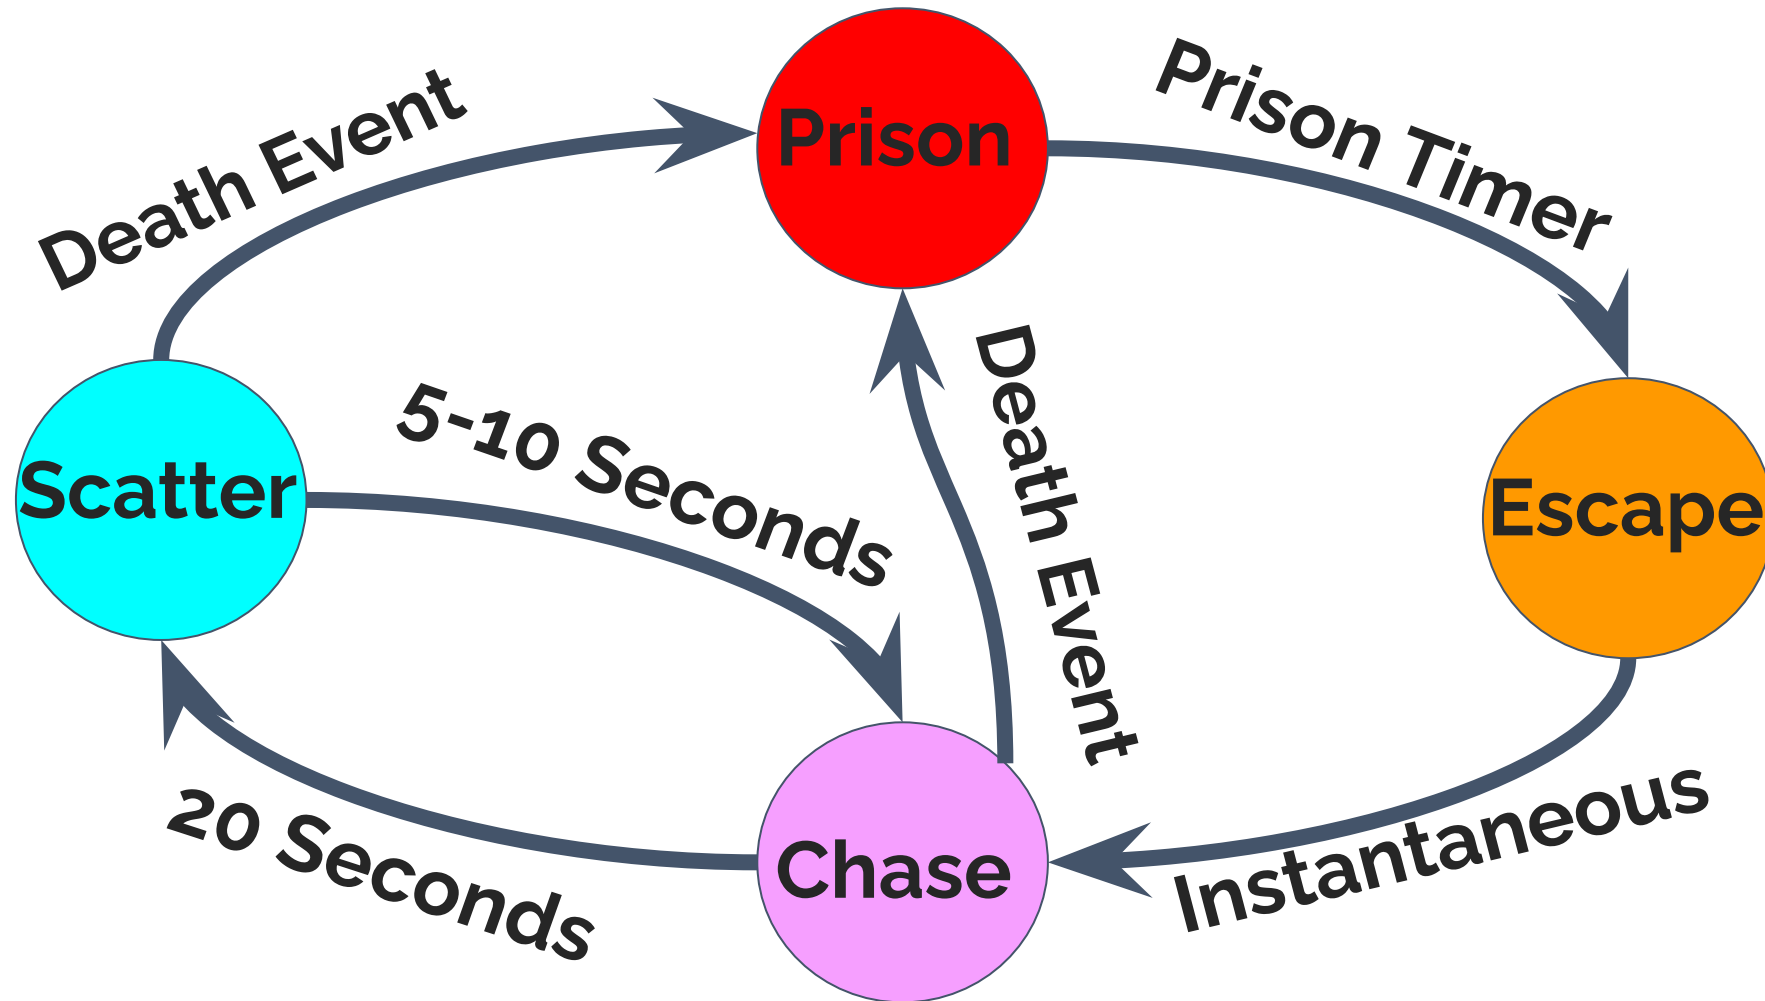 Death Event
Prison
Prison Timer
Scatter
5-10 Seconds
Death Event
Escape
20 Seconds
Chase
Instantaneous